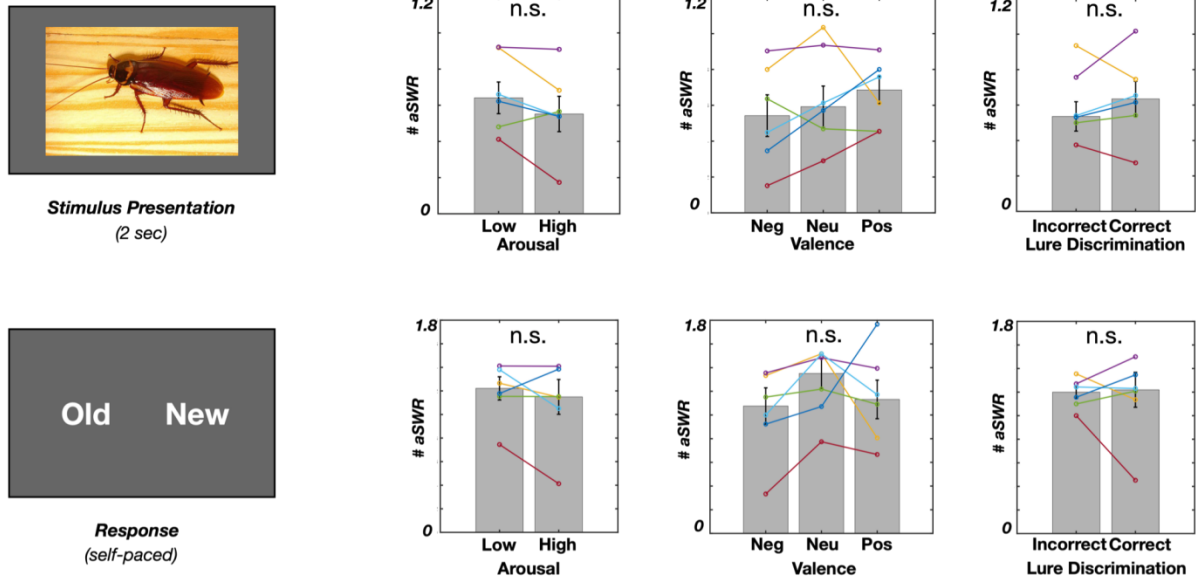 Stimulus Presentation
(2 sec)
1.2
n.s.
# aSWR
0
Low High
Arousal
1.2
n.s.
# aSWR
0
Neg Neu Pos
Valence
1.2
n.s.
# aSWR
0
Incorrect Correct
Lure Discrimination
Old New
Response
(self-paced)
1.8
n.s.
# aSWR
0
Low High
Arousal
1.8
n.s.
# aSWR
0
Neg Neu Pos
Valence
1.8
n.s.
# aSWR
0
Incorrect Correct
Lure Discrimination